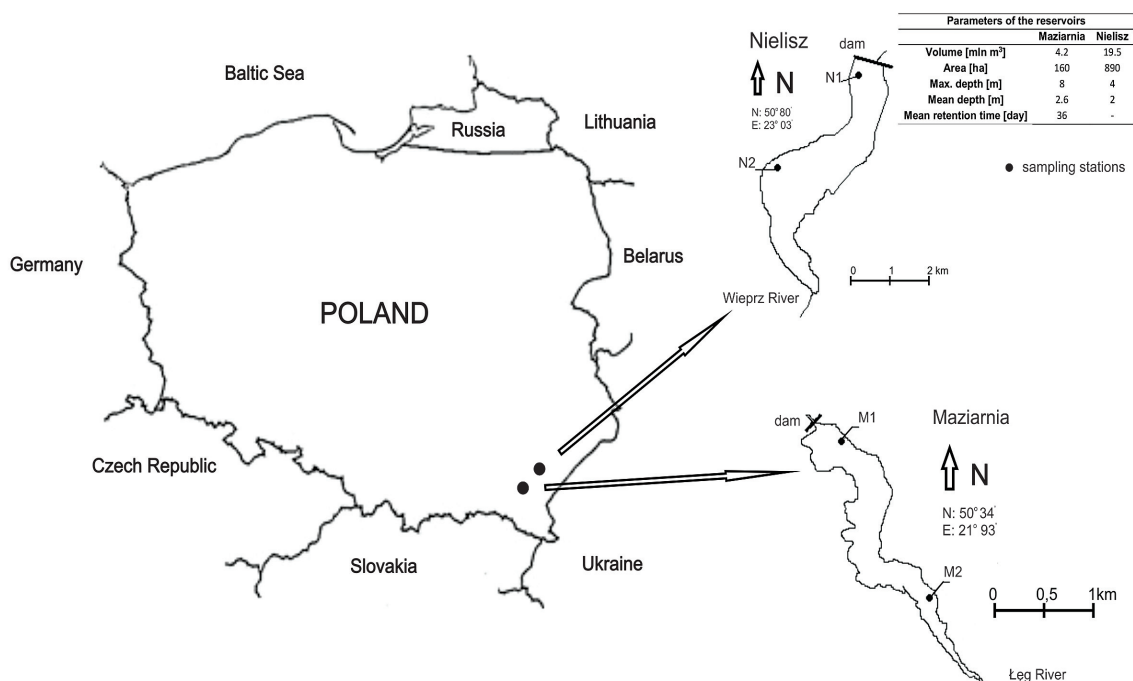 Baltic Sea
Russia
Lithuania
Germany
Belarus
POLAND
Czech Republic
Slovakia
Ukraine
Nielisz
N
N: 50°80'
E: 23°03'
dam
N1
N2
Wieprz River
0 1 2 km
Parameters of the reservoirs
Maziarnia Nielisz
Volume [mln m³] 4.2 19.5
Area [ha] 160 890
Max. depth [m] 8 4
Mean depth [m] 2.6 2
Mean retention time [day] 36 -
sampling stations
dam
M1
Maziarnia
N
N: 50°34'
E: 21°93'
M2
0 0,5 1km
Łęg River